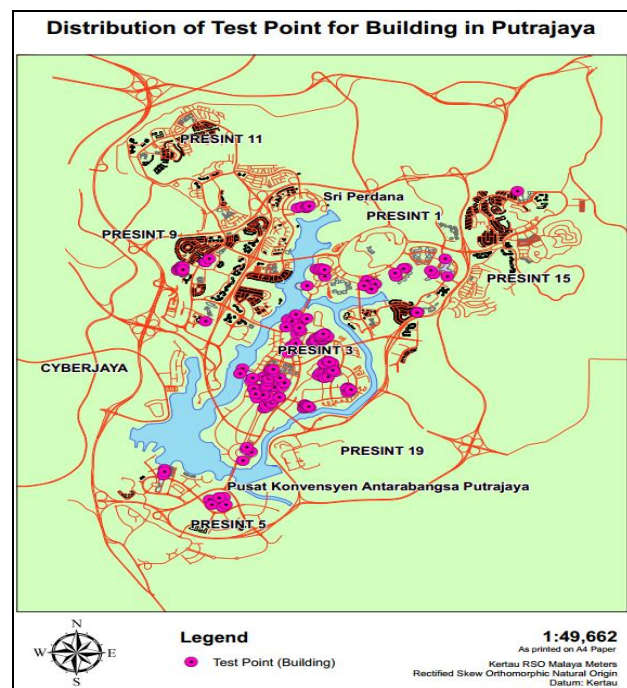 Distribution of Test Point for Building in Putrajaya
PRESINT 11
Sri Perdana
PRESINT 1
PRESINT 9
PRESINT 15
PRESINT 3
CYBERJAYA
PRESINT 19
Pusat Konvensyen Antarabangsa Putrajaya
PRESINT 5
N
W E
S
Legend
Test Point (Building)
1:49,662
As printed on A4 Paper
Kertau RSO Malaya Meters
Rectified Skew Orthomorphic Natural Origin
Datum: Kertau